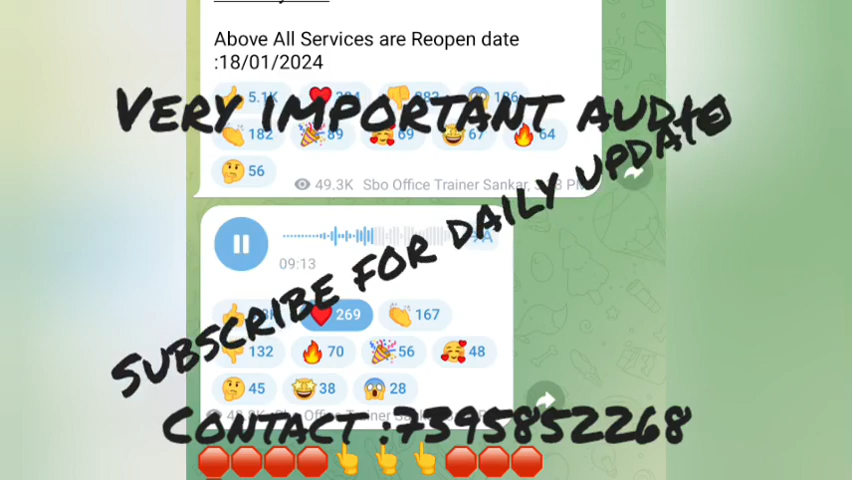 Above All Services are Reopen date
:18/01/2024
5.1K
182 89 69 67 64
56
49.3K Sbo Office Trainer Sankar,
VERY IMPORTANT AUDIO
SUBSCRIBE FOR DAILY UPDATE
09:13
269 167
132 70 56 48
45 38 28
CONTACT :7395852268